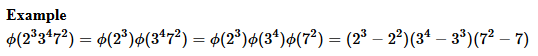 Example
ϕ(2³3⁴7²) = ϕ(2³)ϕ(3⁴7²) = ϕ(2³)ϕ(3⁴)ϕ(7²) = (2³ − 2²)(3⁴ − 3³)(7² − 7)